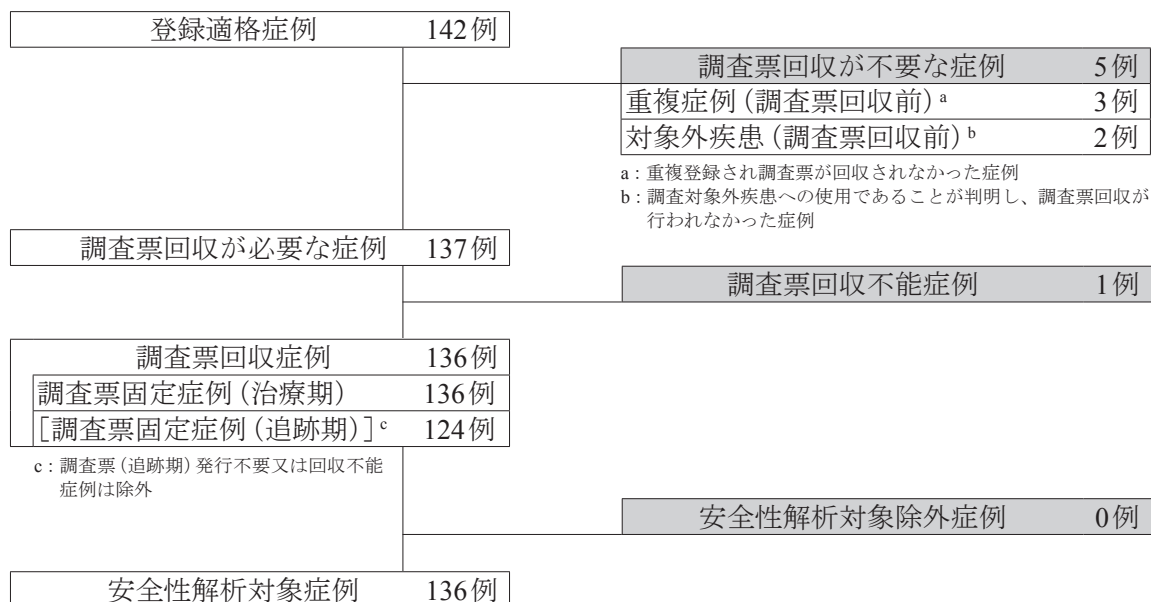 登録適格症例 142例
調査票回収が不要な症例 5例
重複症例(調査票回収前)a 3例
対象外疾患(調査票回収前)b 2例
a:重複登録され調査票が回収されなかった症例
b:調査対象外疾患への使用であることが判明し、調査票回収が
行われなかった症例
調査票回収が必要な症例 137例
調査票回収不能症例 1例
調査票回収症例 136例
調査票固定症例(治療期) 136例
[調査票固定症例(追跡期)]c 124例
c:調査票(追跡期)発行不要又は回収不能
症例は除外
安全性解析対象除外症例 0例
安全性解析対象症例 136例